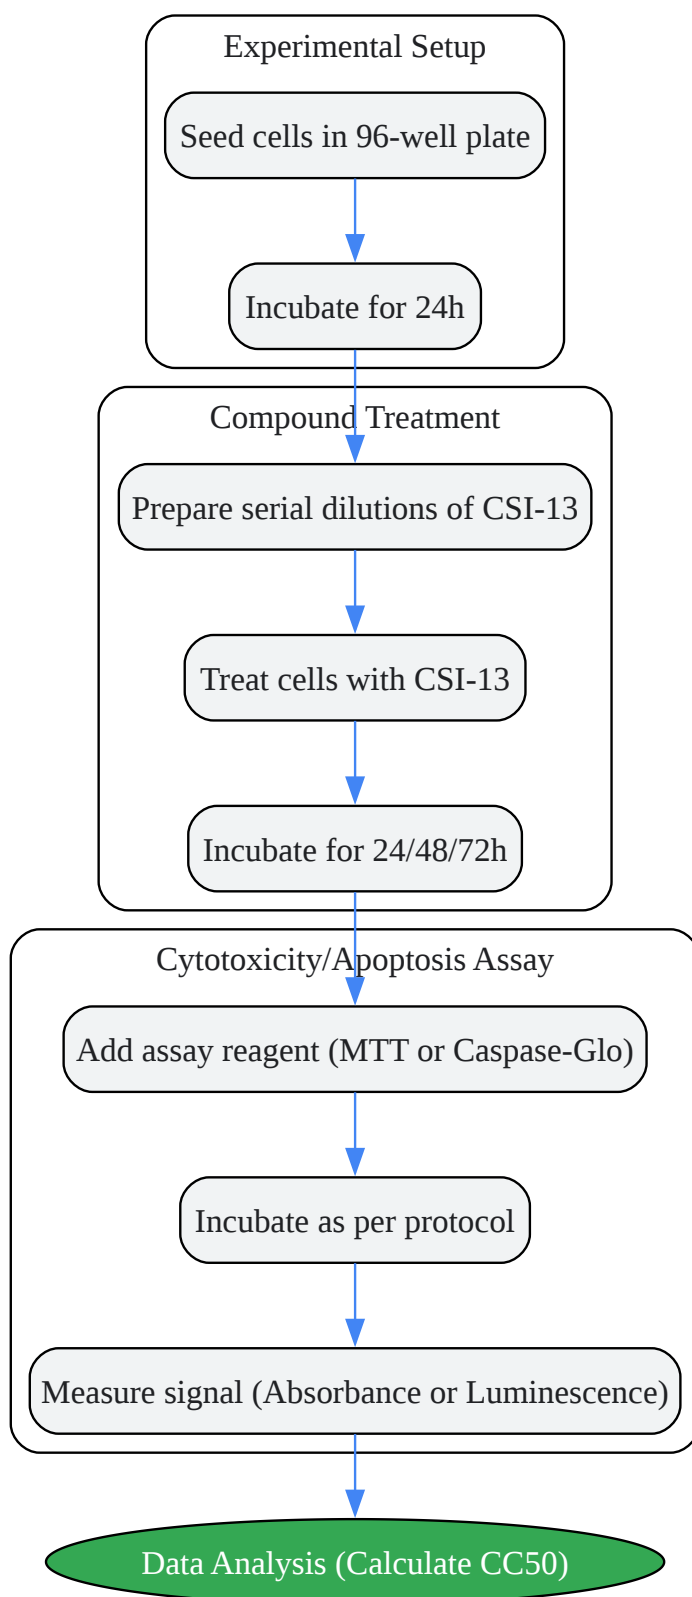 Experimental Setup
Seed cells in 96-well plate
Incubate for 24h
Compound Treatment
Prepare serial dilutions of CSI-13
Treat cells with CSI-13
Incubate for 24/48/72h
Cytotoxicity/Apoptosis Assay
Add assay reagent (MTT or Caspase-Glo)
Incubate as per protocol
Measure signal (Absorbance or Luminescence)
Data Analysis (Calculate CC50)